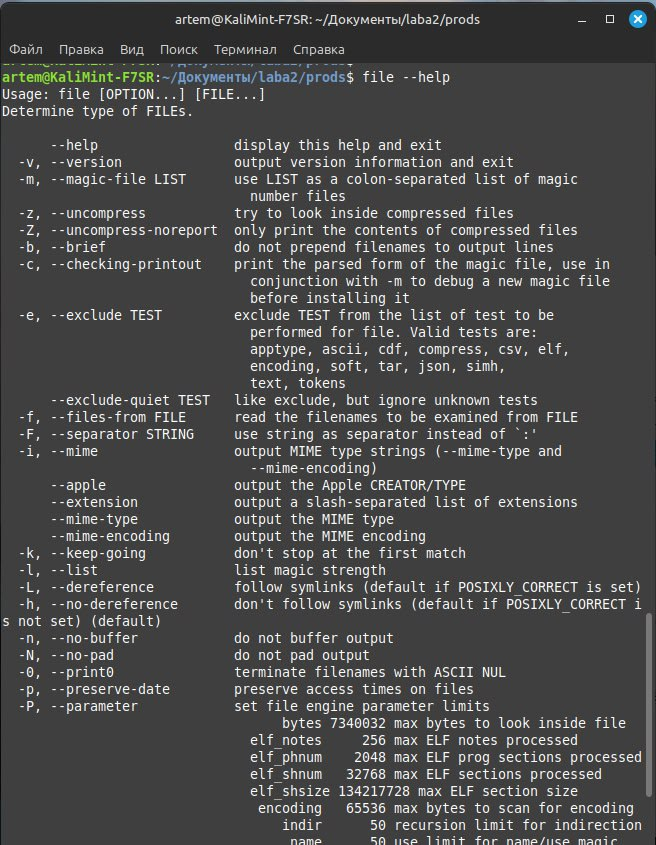 artem@KaliMint-F7SR: ~/Документы/laba2/prods
Файл Правка Вид Поиск Терминал Справка
artem@KaliMint-F7SR:~/Документы/laba2/prods$
artem@KaliMint-F7SR:~/Документы/laba2/prods$ file --help
Usage: file [OPTION...] [FILE...]
Determine type of FILEs.
--help display this help and exit
-v, --version output version information and exit
-m, --magic-file LIST use LIST as a colon-separated list of magic
number files
-z, --uncompress try to look inside compressed files
-Z, --uncompress-noreport only print the contents of compressed files
-b, --brief do not prepend filenames to output lines
-c, --checking-printout print the parsed form of the magic file, use in
conjunction with -m to debug a new magic file
before installing it
-e, --exclude TEST exclude TEST from the list of test to be
performed for file. Valid tests are:
apptype, ascii, cdf, compress, csv, elf,
encoding, soft, tar, json, simh,
text, tokens
--exclude-quiet TEST like exclude, but ignore unknown tests
-f, --files-from FILE read the filenames to be examined from FILE
-F, --separator STRING use string as separator instead of `:'
-i, --mime output MIME type strings (--mime-type and
--mime-encoding)
--apple output the Apple CREATOR/TYPE
--extension output a slash-separated list of extensions
--mime-type output the MIME type
--mime-encoding output the MIME encoding
-k, --keep-going don't stop at the first match
-l, --list list magic strength
-L, --dereference follow symlinks (default if POSIXLY_CORRECT is set)
-h, --no-dereference don't follow symlinks (default if POSIXLY_CORRECT i
s not set) (default)
-n, --no-buffer do not buffer output
-N, --no-pad do not pad output
-0, --print0 terminate filenames with ASCII NUL
-p, --preserve-date preserve access times on files
-P, --parameter set file engine parameter limits
bytes 7340032 max bytes to look inside file
elf_notes 256 max ELF notes processed
elf_phnum 2048 max ELF prog sections processed
elf_shnum 32768 max ELF sections processed
elf_shsize 134217728 max ELF section size
encoding 65536 max bytes to scan for encoding
indir 50 recursion limit for indirection
name 50 use limit for name/use magic